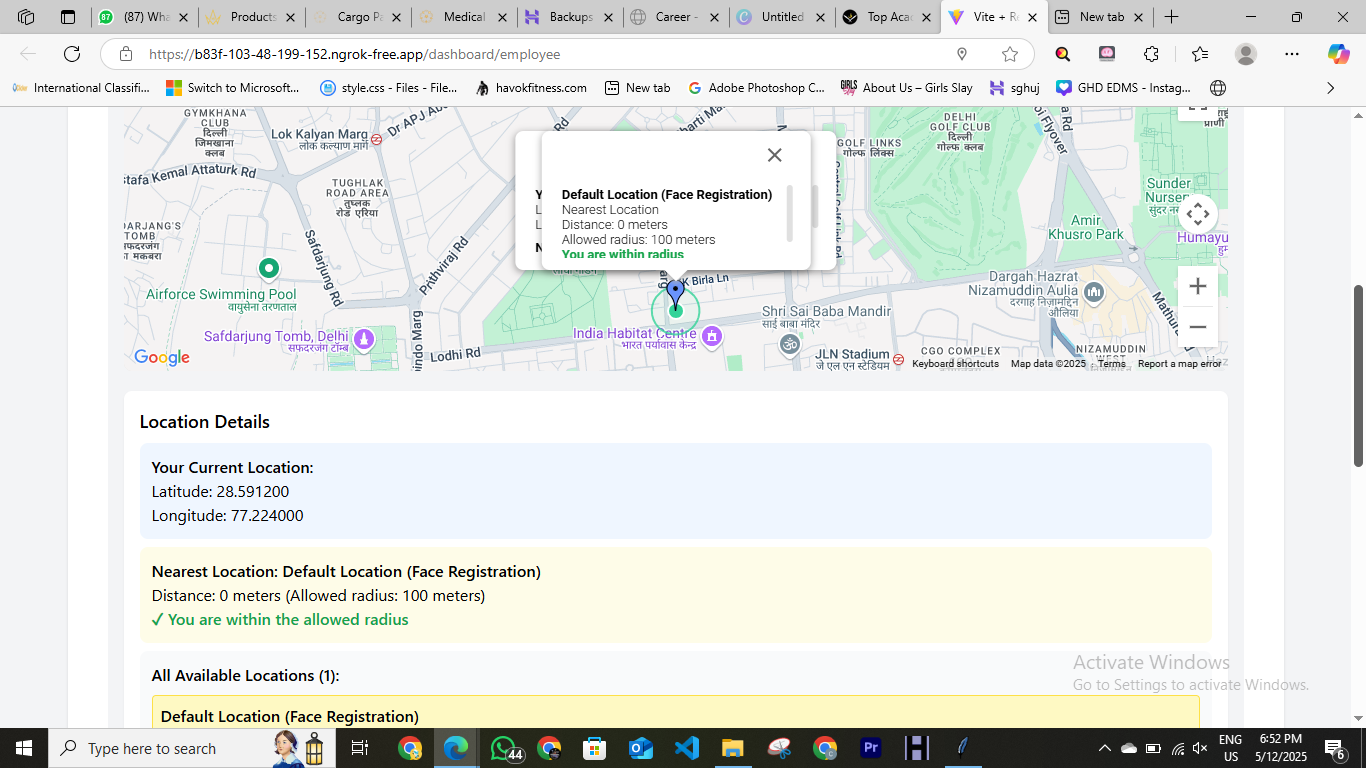 (97) W
Products
Cargo Pa
Medical
Backups
Career -
Untitled
Top Aca
Vite + Re
New tab
https://b83f-103-48-199-152.ngrok-free.app/dashboard/employee
International Classifi...
Switch to Microsoft...
style.css - Files - File...
havokfitness.com
New tab
Adobe Photoshop C...
About Us – Girls Slay
sghuj
GHD EDMS - Instag...
GYMKHANA
CLUB
दिल्ली
जिमखाना
क्लब
Lok Kalyan Marg
लोक कल्याण मार्ग
Dr APJ
stafa Kemal Ataturk Rd
TUGHLAK
ROAD AREA
तुग़लक
रोड एरिया
DARJANG'S
TOMB
सफदरजंग
का मकबरा
Safdarjung Rd
Prithviraj Rd
Airforce Swimming Pool
वायुसेना तरणताल
Safdarjung Tomb, Delhi
सफदरजंग टॉम्ब
Lodhi Rd
Google
DELHI
GOLF CLUB
दिल्ली
गोल्फ क्लब
GOLF LINKS
गोल्फ लिंक्स
Sunder
Nursery
Amir
Khusro Park
Humayu
Dargah Hazrat
Nizamuddin Aulia
दरगाह निज़ामुद्दिन
औलिया
Mathura
K Birla Ln
India Habitat Centre
भारत पर्यावास केन्द्र
Shri Sai Baba Mandir
साई बाबा मंदिर
JLN Stadium
जे एल एन स्टेडियम
CGO COMPLEX
NIZAMUDDIN
WEST
Default Location (Face Registration)
Nearest Location
Distance: 0 meters
Allowed radius: 100 meters
You are within radius
Keyboard shortcuts
Map data ©2025
Terms
Report a map error
Location Details
Your Current Location:
Latitude: 28.591200
Longitude: 77.224000
Nearest Location: Default Location (Face Registration)
Distance: 0 meters (Allowed radius: 100 meters)
✓ You are within the allowed radius
All Available Locations (1):
Default Location (Face Registration)
Activate Windows
Go to Settings to activate Windows.
Type here to search
44
Pr
ENG
US
6:52 PM
5/12/2025
6